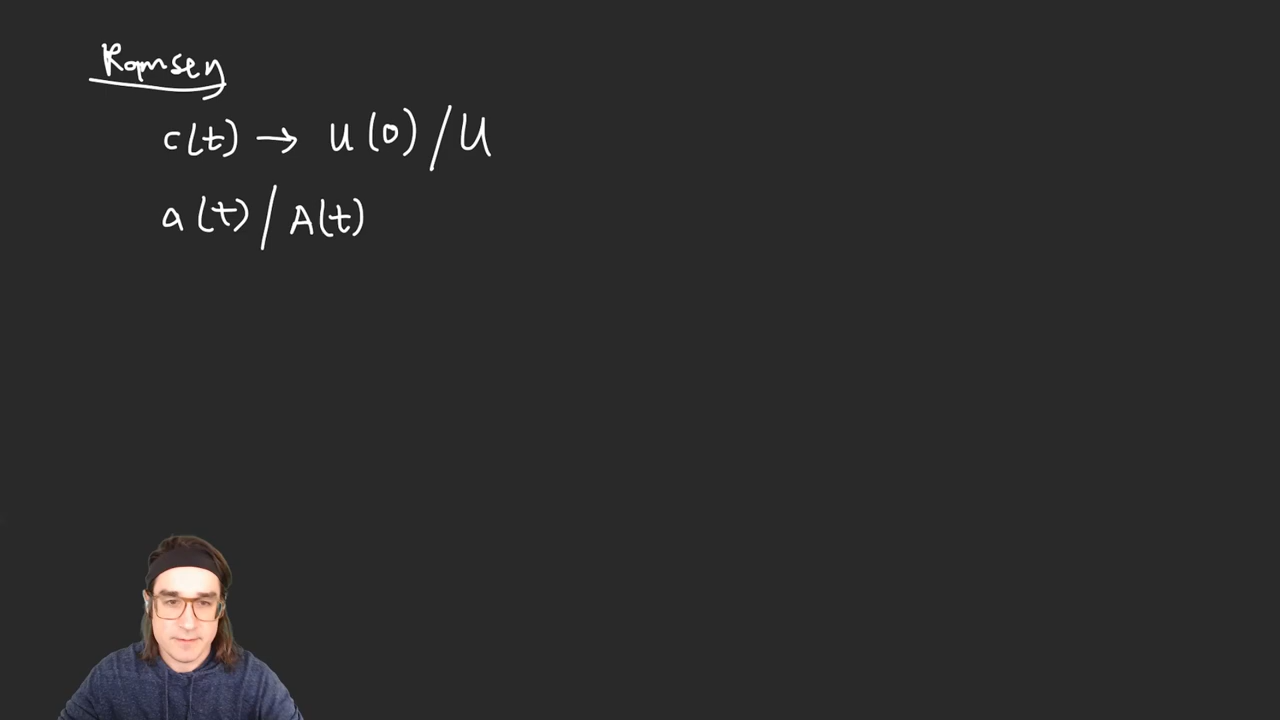 Ramsey
c(t) → U(0) / U
a(t) / A(t)